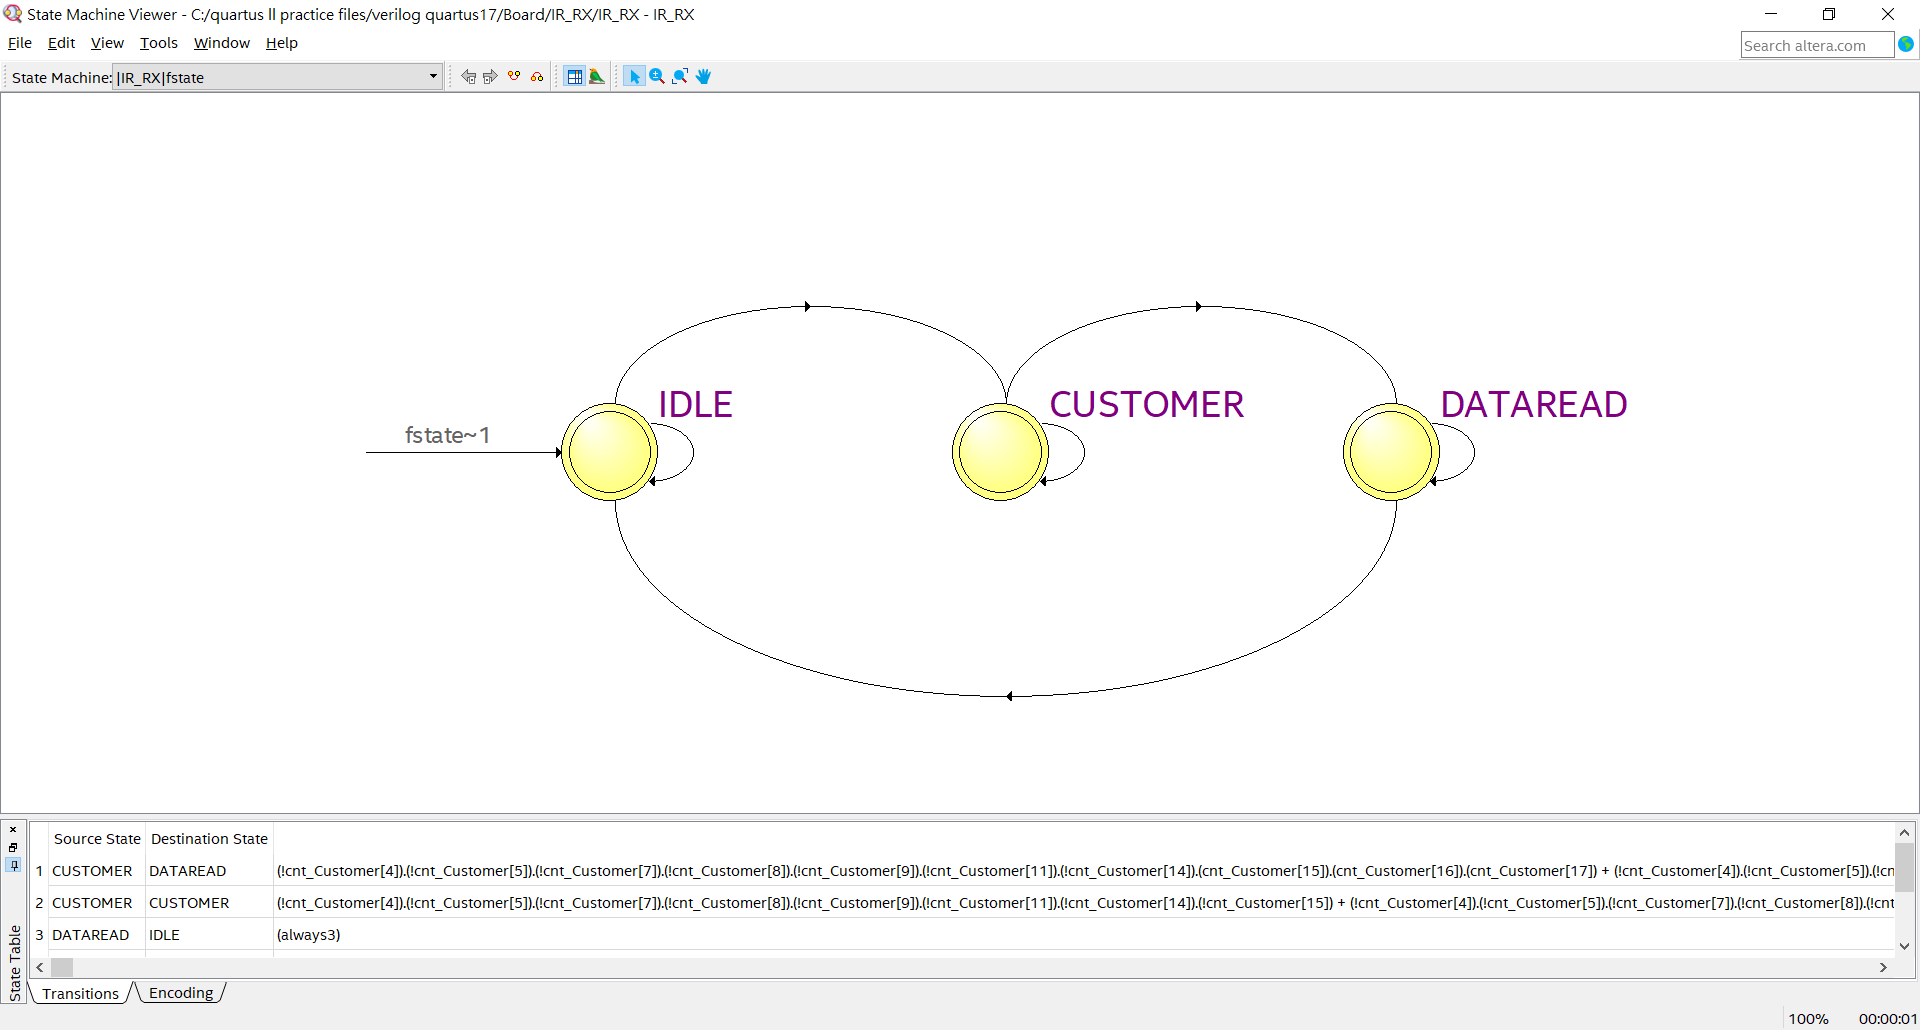 State Machine Viewer - C:/quartus ll practice files/verilog quartus17/Board/IR_RX/IR_RX - IR_RX
File Edit View Tools Window Help
Search altera.com
State Machine: |IR_RX|fstate
IDLE CUSTOMER DATAREAD
fstate~1
Source State Destination State
1 CUSTOMER DATAREAD (!cnt_Customer[4]).(!cnt_Customer[5]).(!cnt_Customer[7]).(!cnt_Customer[8]).(!cnt_Customer[9]).(!cnt_Customer[11]).(!cnt_Customer[14]).(cnt_Customer[15]).(cnt_Customer[16]).(cnt_Customer[17]) + (!cnt_Customer[4]).(!cnt_Customer[5]).(!cn
2 CUSTOMER CUSTOMER (!cnt_Customer[4]).(!cnt_Customer[5]).(!cnt_Customer[7]).(!cnt_Customer[8]).(!cnt_Customer[9]).(!cnt_Customer[11]).(!cnt_Customer[14]).(!cnt_Customer[15]) + (!cnt_Customer[4]).(!cnt_Customer[5]).(!cnt_Customer[7]).(!cnt_Customer[8]).(!cnt
3 DATAREAD IDLE (always3)
State Table
Transitions Encoding
100% 00:00:01